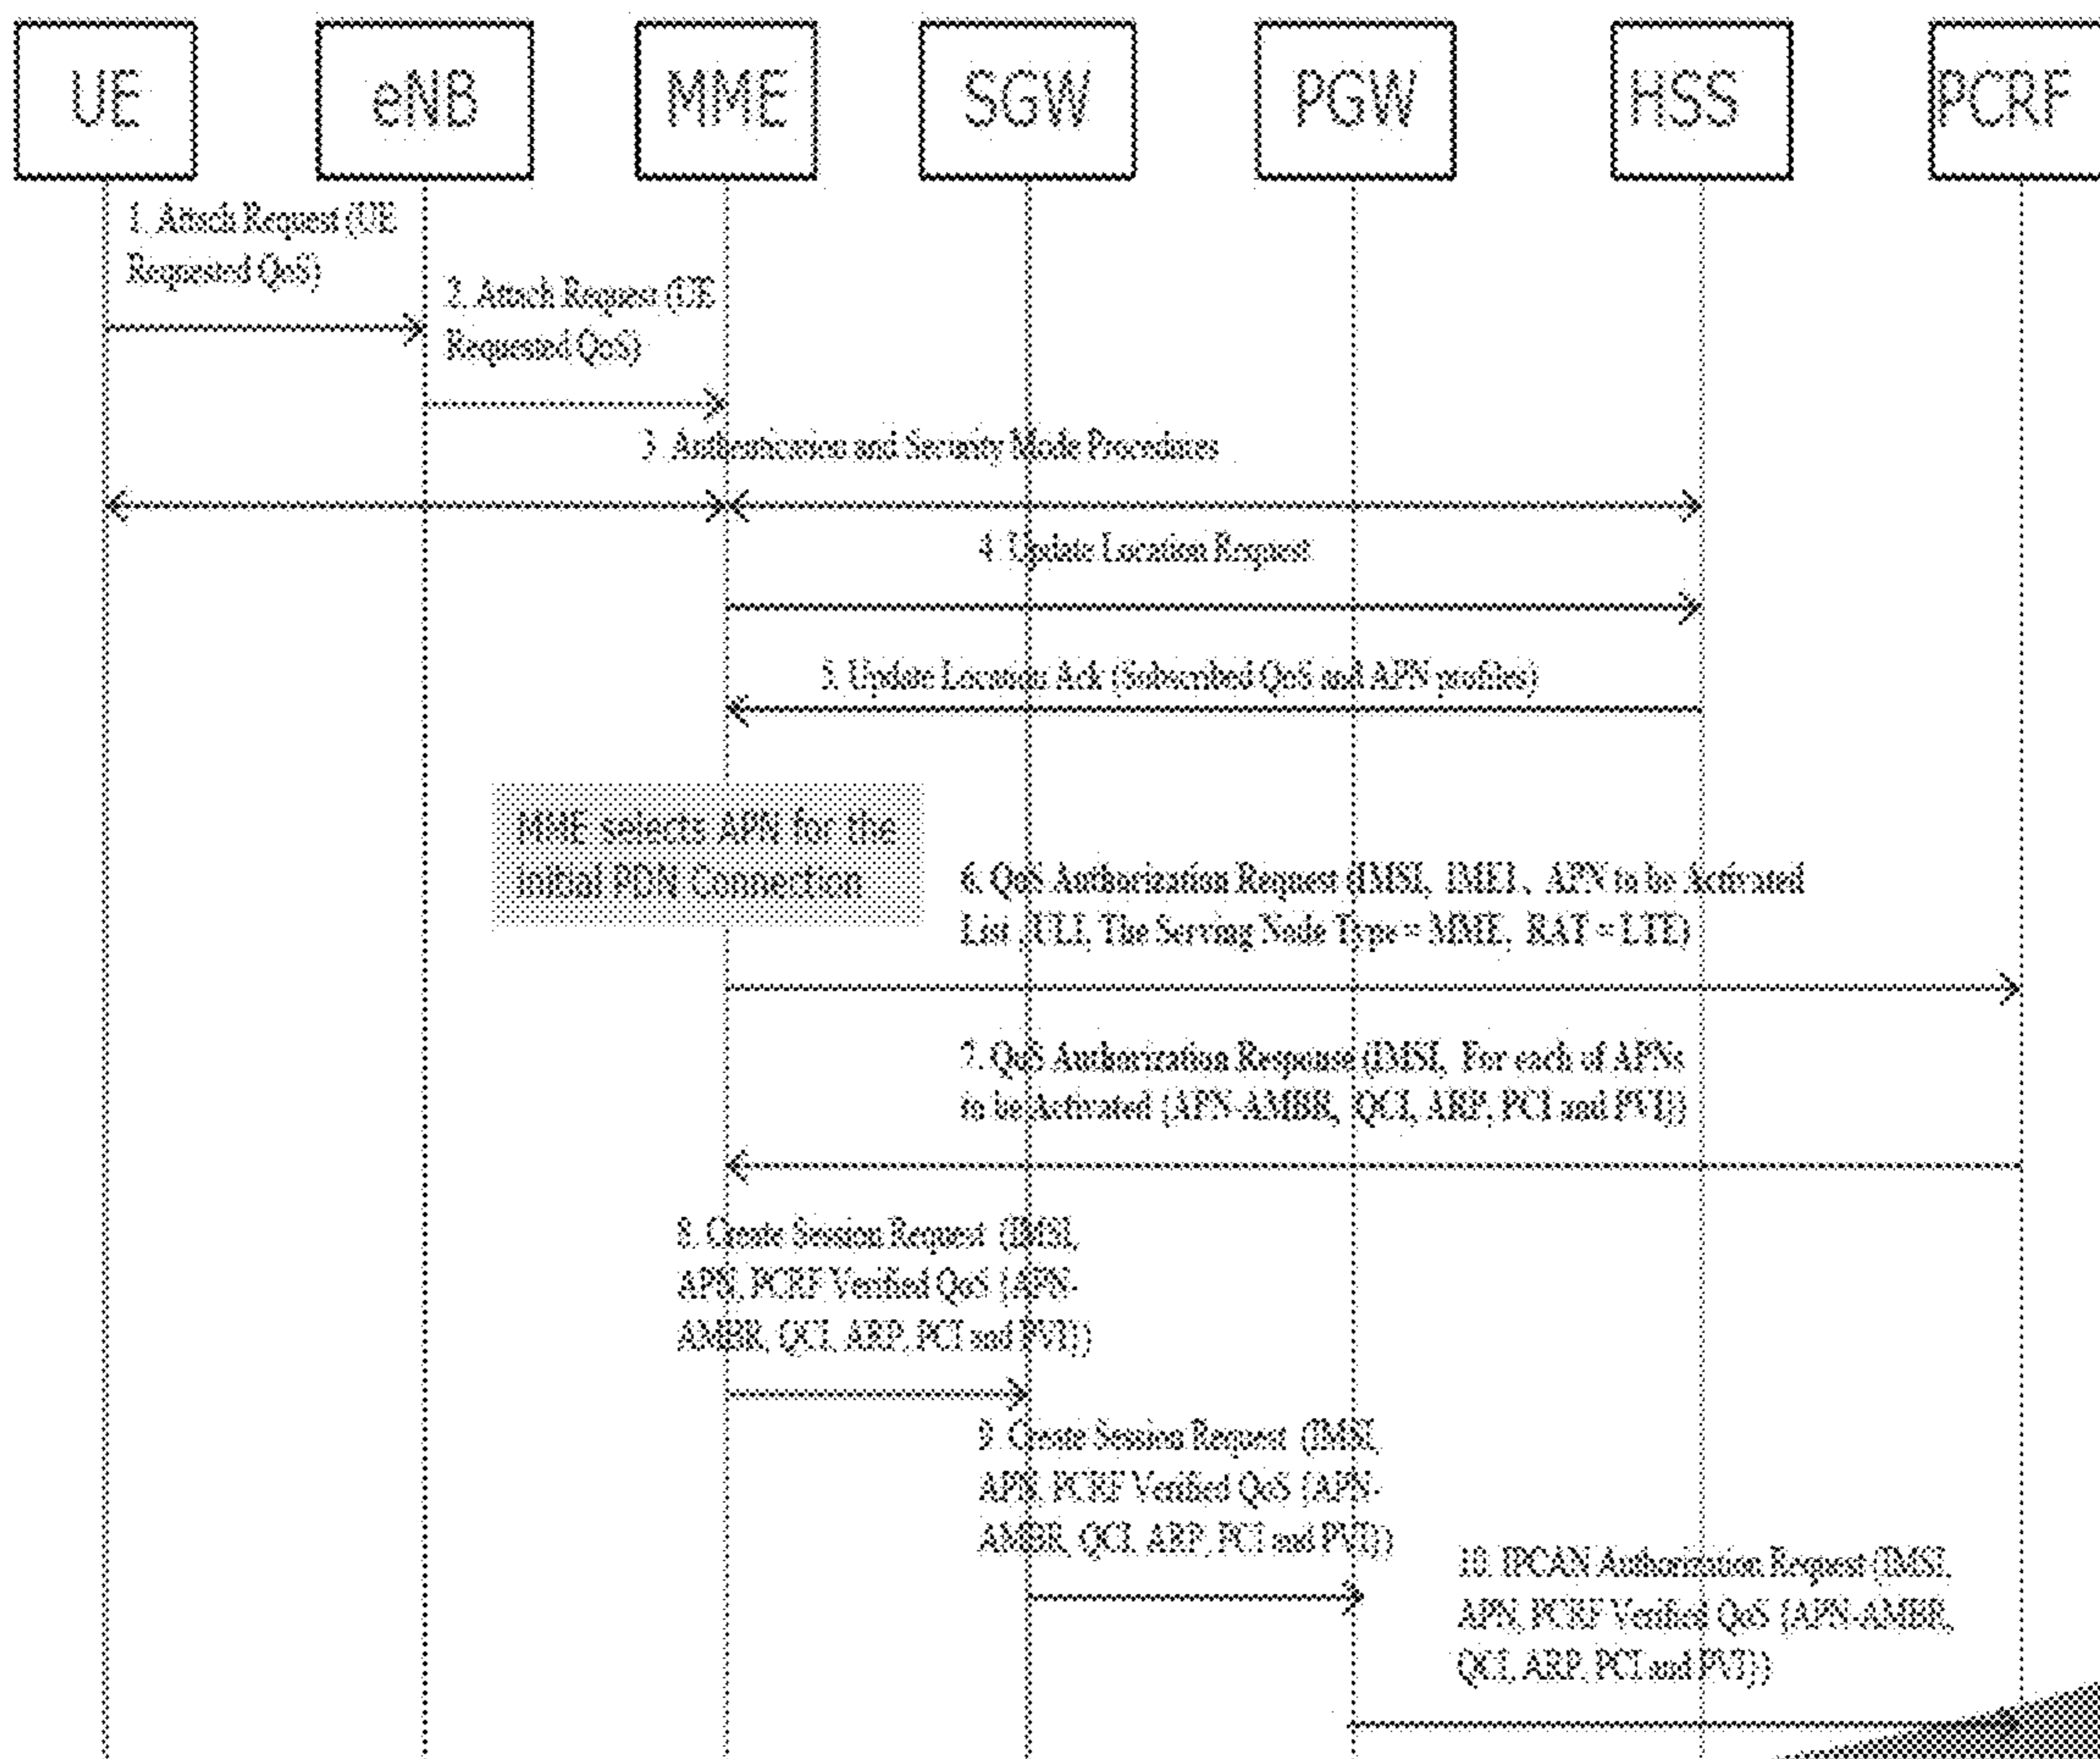 UE
eNB
MME
SGW
PGW
HSS
PCRF
1. Attach Request (UE
Requested QoS)
2. Attach Request (UE
Requested QoS)
3. Authentication and Security Mode Procedures
4. Update Location Request
5. Update Location Ack (Subscribed QoS and APN profiles)
MME selects APN for the
initial PDN Connection
6. QoS Authorization Request (IMSI, IMEI, APN to be Activated
List, ULI, The Serving Node Type = MME, RAT = LTE)
7. QoS Authorization Response (IMSI, For each of APNs
to be Activated {APN-AMBR, QCI, ARP, PCI and PVI})
8. Create Session Request (IMSI,
APN, PCRF Verified QoS {APN-
AMBR, QCI, ARP, PCI and PVI})
9. Create Session Request (IMSI,
APN, PCRF Verified QoS {APN-
AMBR, QCI, ARP, PCI and PVI})
10. IPCAN Authorization Request (IMSI,
APN, PCRF Verified QoS {APN-AMBR,
QCI, ARP, PCI and PVI})